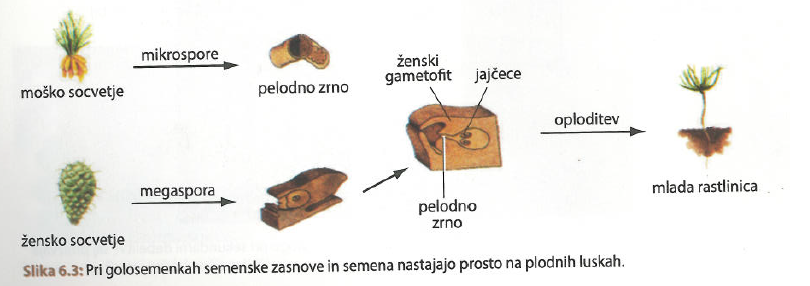 moško socvetje
mikrospore
pelodno zrno
žensko socvetje
megaspora
ženski
gametofit
jajčece
pelodno
zrno
oploditev
mlada rastlinica
Slika 6.3: Pri golosemenkah semenske zasnove in semena nastajajo prosto na plodnih luskah.